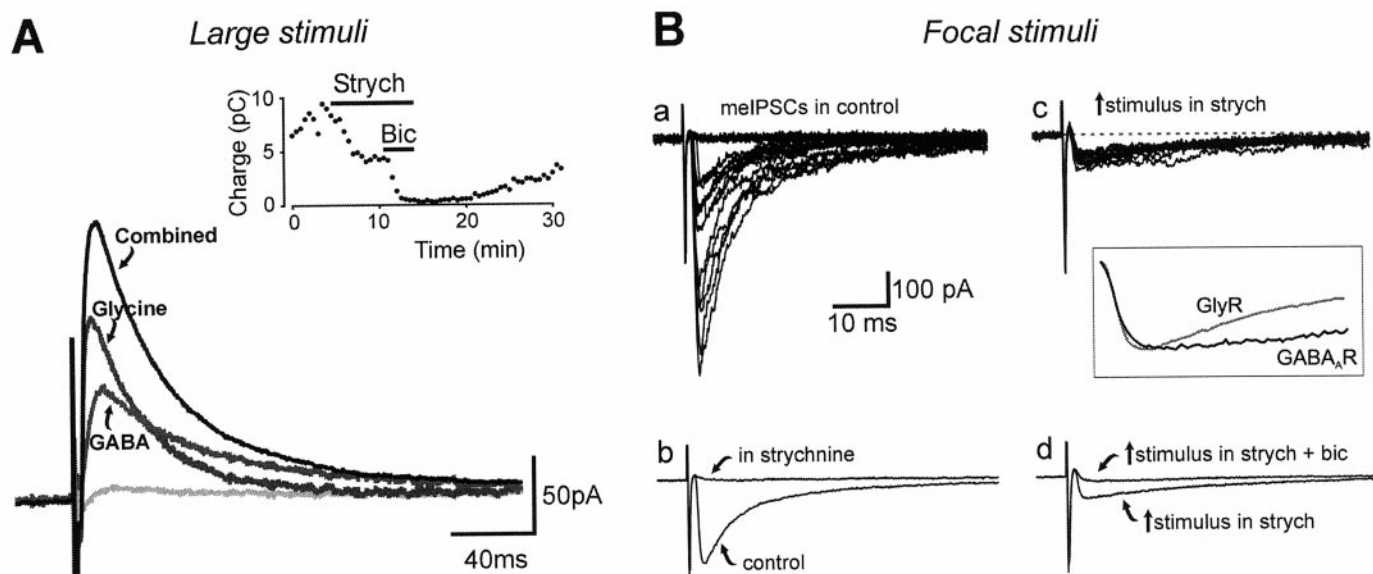 A
Large stimuli
Strych
Bic
Charge (pC)
10
5
0
0
10
20
30
Time (min)
Combined
Glycine
GABA
50pA
40ms
B
Focal stimuli
a
meIPSCs in control
100 pA
10 ms
c
↑stimulus in strych
GlyR
GABA_AR
b
in strychnine
control
d
↑stimulus in strych + bic
↑stimulus in strych